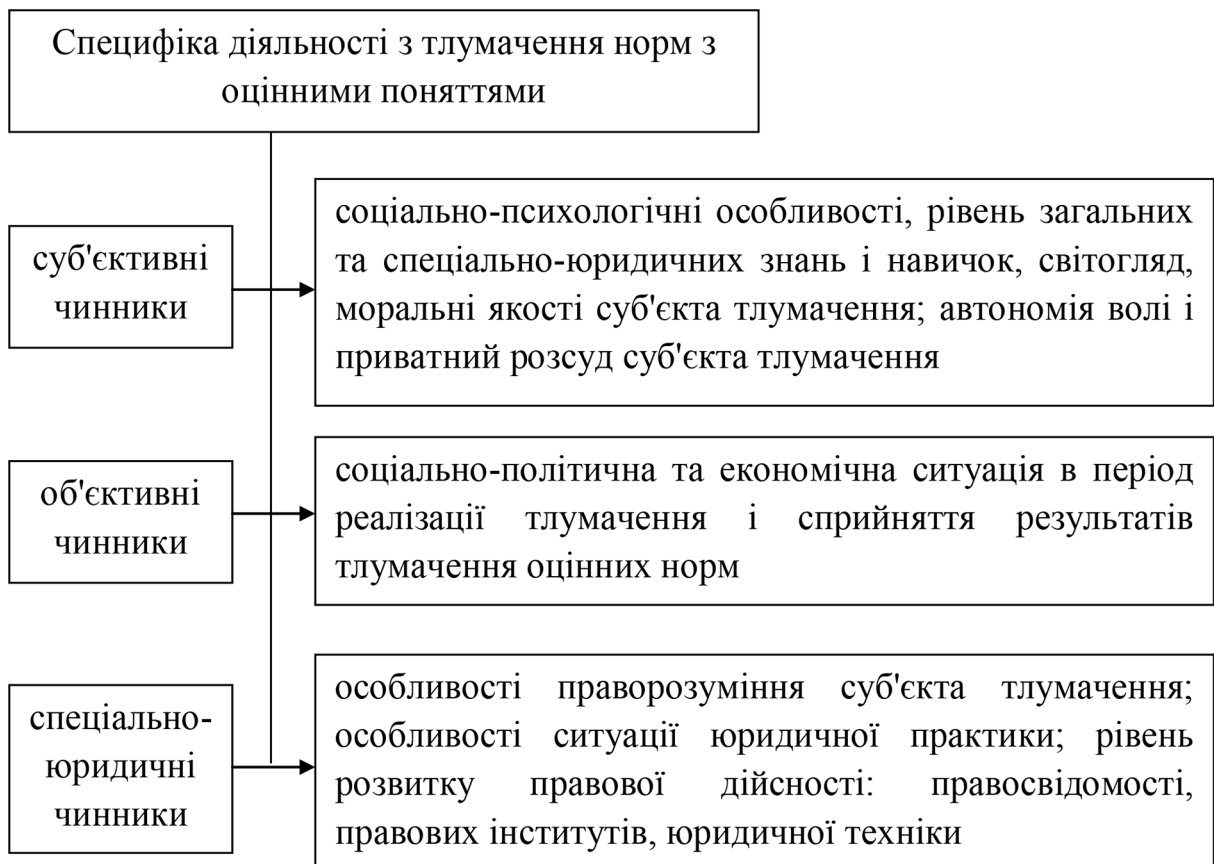 Специфіка діяльності з тлумачення норм з
оцінними поняттями
суб'єктивні
чинники
соціально-психологічні особливості, рівень загальних
та спеціально-юридичних знань і навичок, світогляд,
моральні якості суб'єкта тлумачення; автономія волі і
приватний розсуд суб'єкта тлумачення
об'єктивні
чинники
соціально-політична та економічна ситуація в період
реалізації тлумачення і сприйняття результатів
тлумачення оцінних норм
спеціально-
юридичні
чинники
особливості праворозуміння суб'єкта тлумачення;
особливості ситуації юридичної практики; рівень
розвитку правової дійсності: правосвідомості,
правових інститутів, юридичної техніки